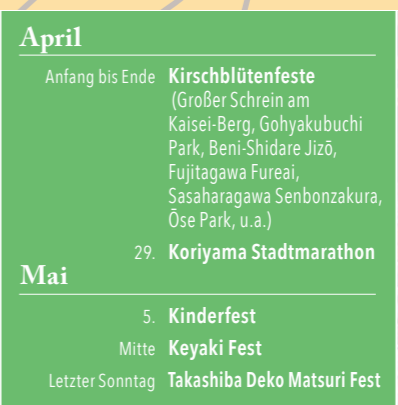 April
Anfang bis Ende Kirschblütenfeste
(Großer Schrein am
Kaisei-Berg, Gohyakubuchi
Park, Beni-Shidare Jizō,
Fujitagawa Fureai,
Sasaharagawa Senbonzakura,
Ōse Park, u.a.)
29. Koriyama Stadtmarathon
Mai
5. Kinderfest
Mitte Keyaki Fest
Letzter Sonntag Takashiba Deko Matsuri Fest